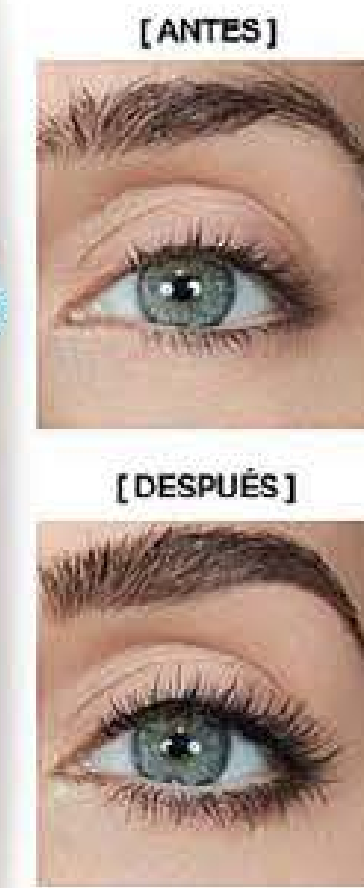 [ ANTES ]
[ DESPUÉS ]